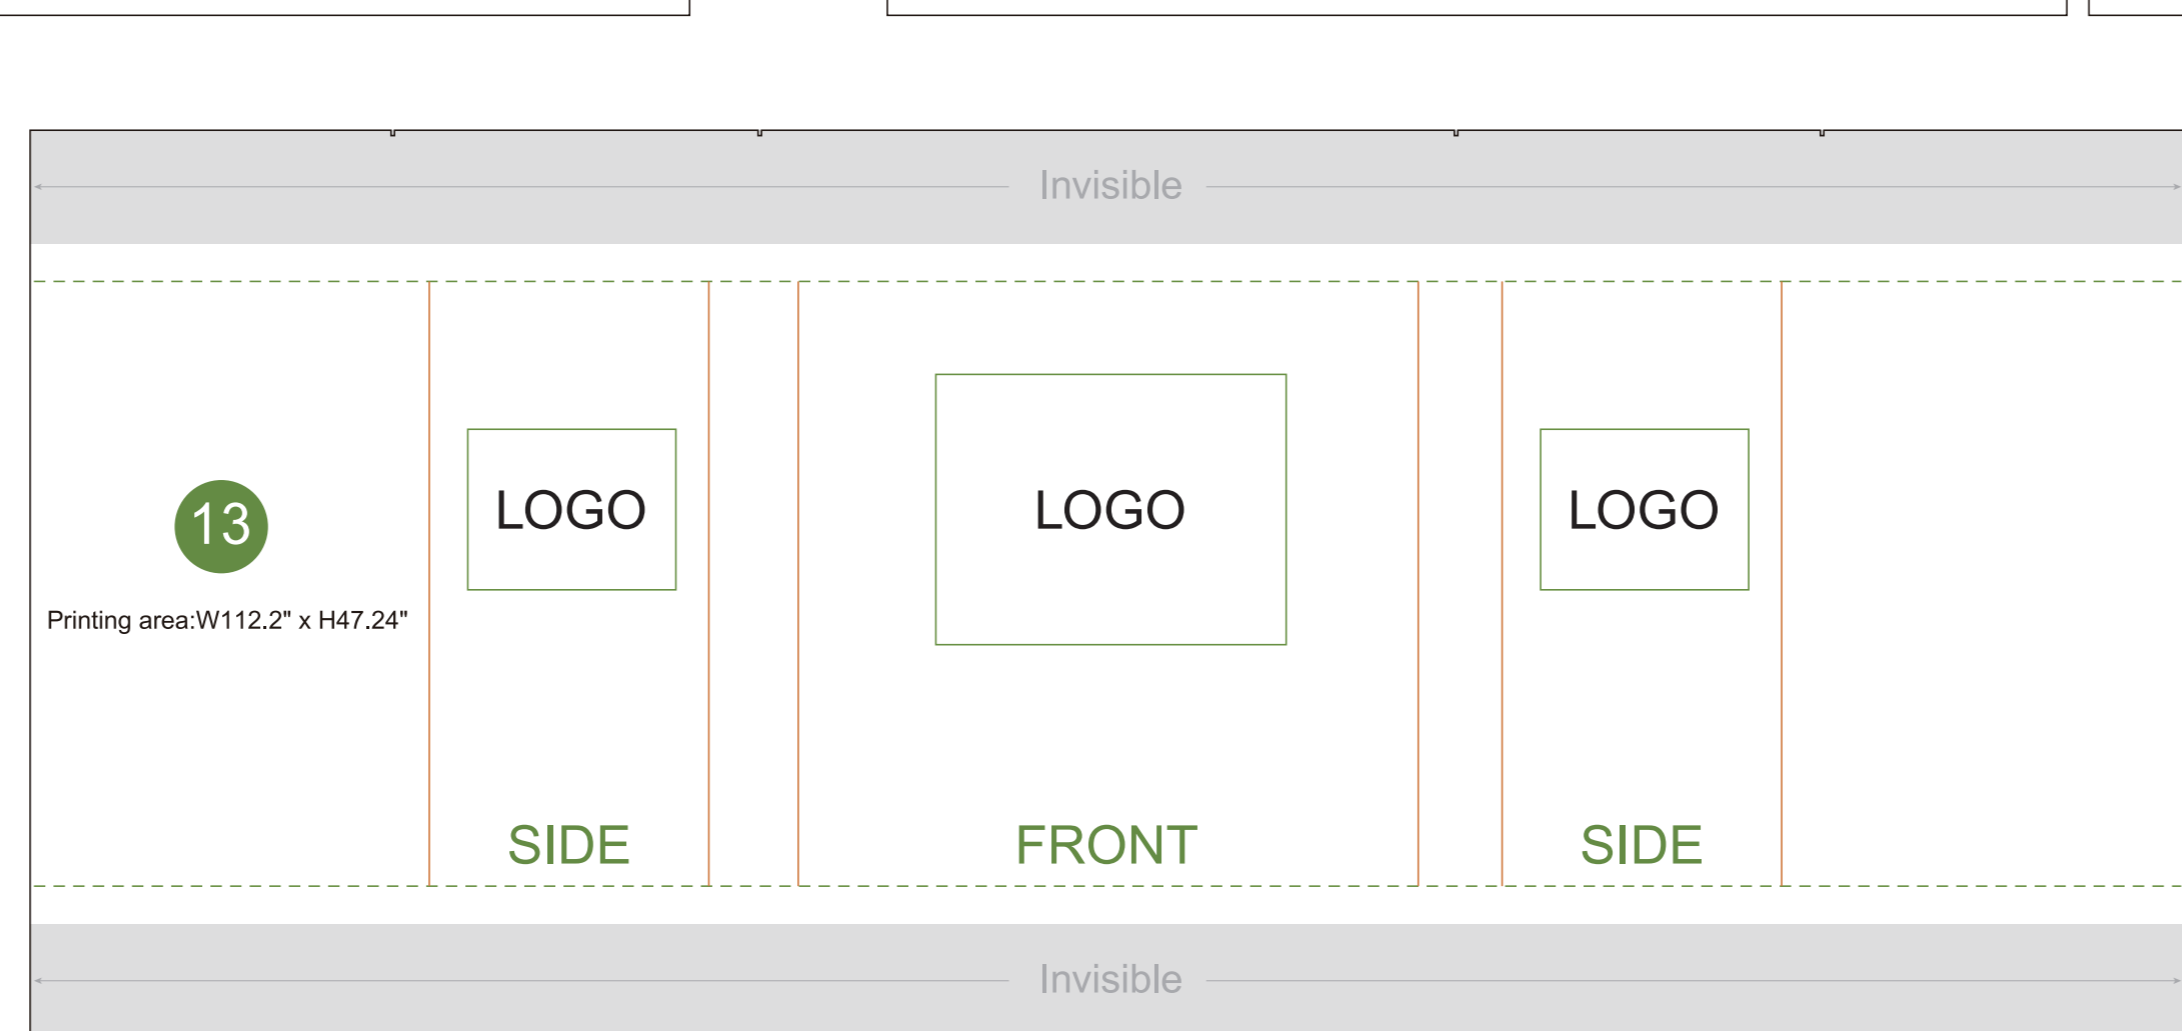 Invisible
LOGO
LOGO
LOGO
13
Printing area:W112.2" x H47.24"
SIDE
FRONT
SIDE
Invisible